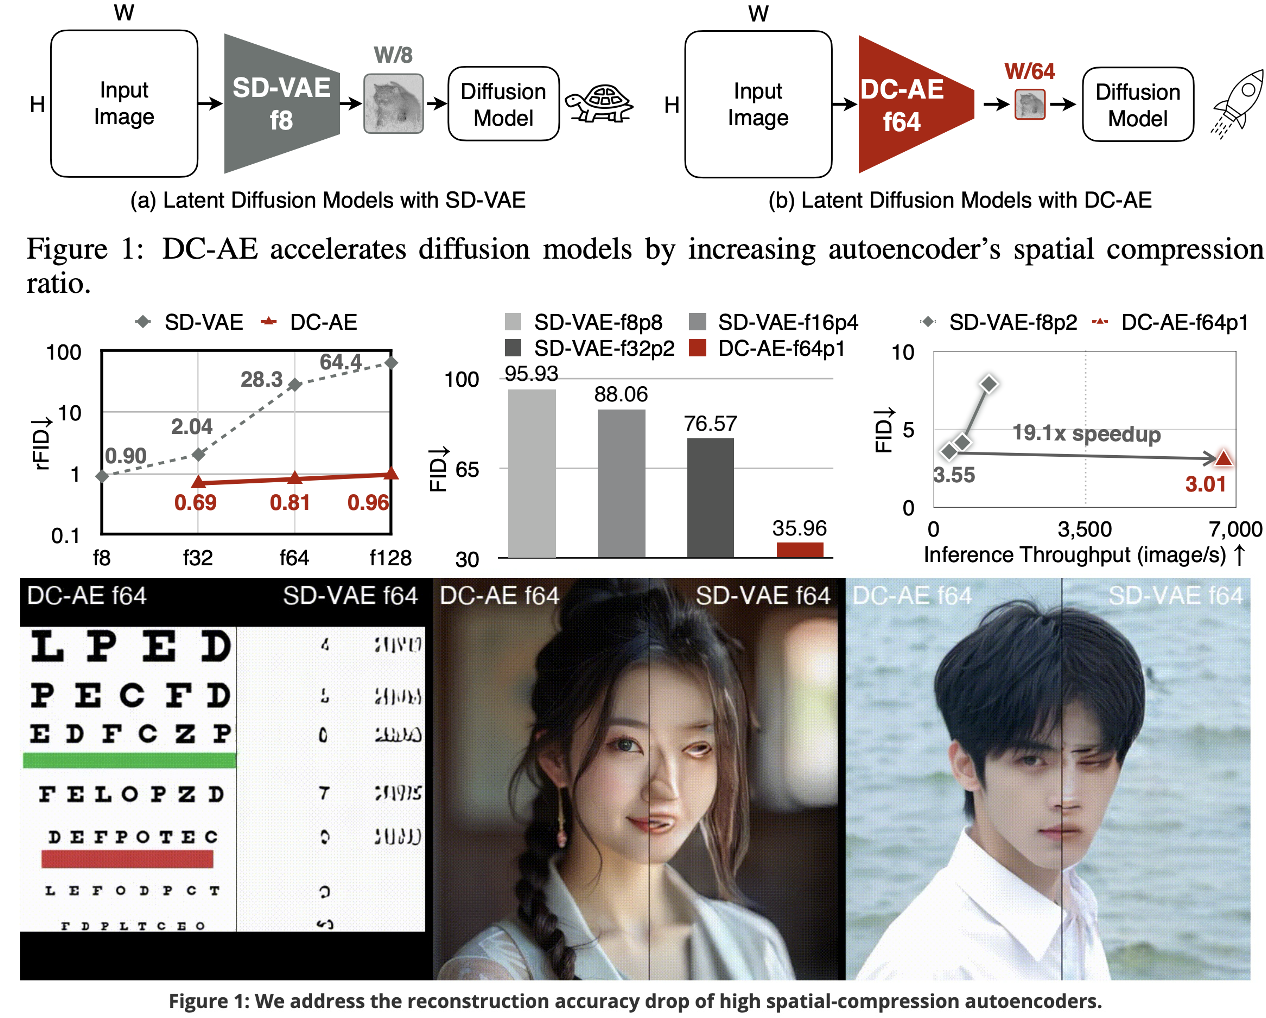 W
W
H
Input
Image
SD-VAE
f8
W/8
Diffusion
Model
H
Input
Image
DC-AE
f64
W/64
Diffusion
Model
(a) Latent Diffusion Models with SD-VAE
(b) Latent Diffusion Models with DC-AE
Figure 1: DC-AE accelerates diffusion models by increasing autoencoder's spatial compression
ratio.
SD-VAE DC-AE
100
10
1
0.1
rFID↓
0.90
2.04
28.3
64.4
0.69
0.81
0.96
f8 f32 f64 f128
SD-VAE-f8p8 SD-VAE-f16p4
SD-VAE-f32p2 DC-AE-f64p1
100
65
30
FID↓
95.93
88.06
76.57
35.96
SD-VAE-f8p2 DC-AE-f64p1
10
5
0
FID↓
19.1x speedup
3.55
3.01
0 3,500 7,000
Inference Throughput (image/s) ↑
DC-AE f64 SD-VAE f64
L P E D
P E C F D
E D F C Z P
F E L O P Z D
D E F P O T E C
L E F O D P C T
F D P L T C E O
DC-AE f64 SD-VAE f64
DC-AE f64 SD-VAE f64
Figure 1: We address the reconstruction accuracy drop of high spatial-compression autoencoders.